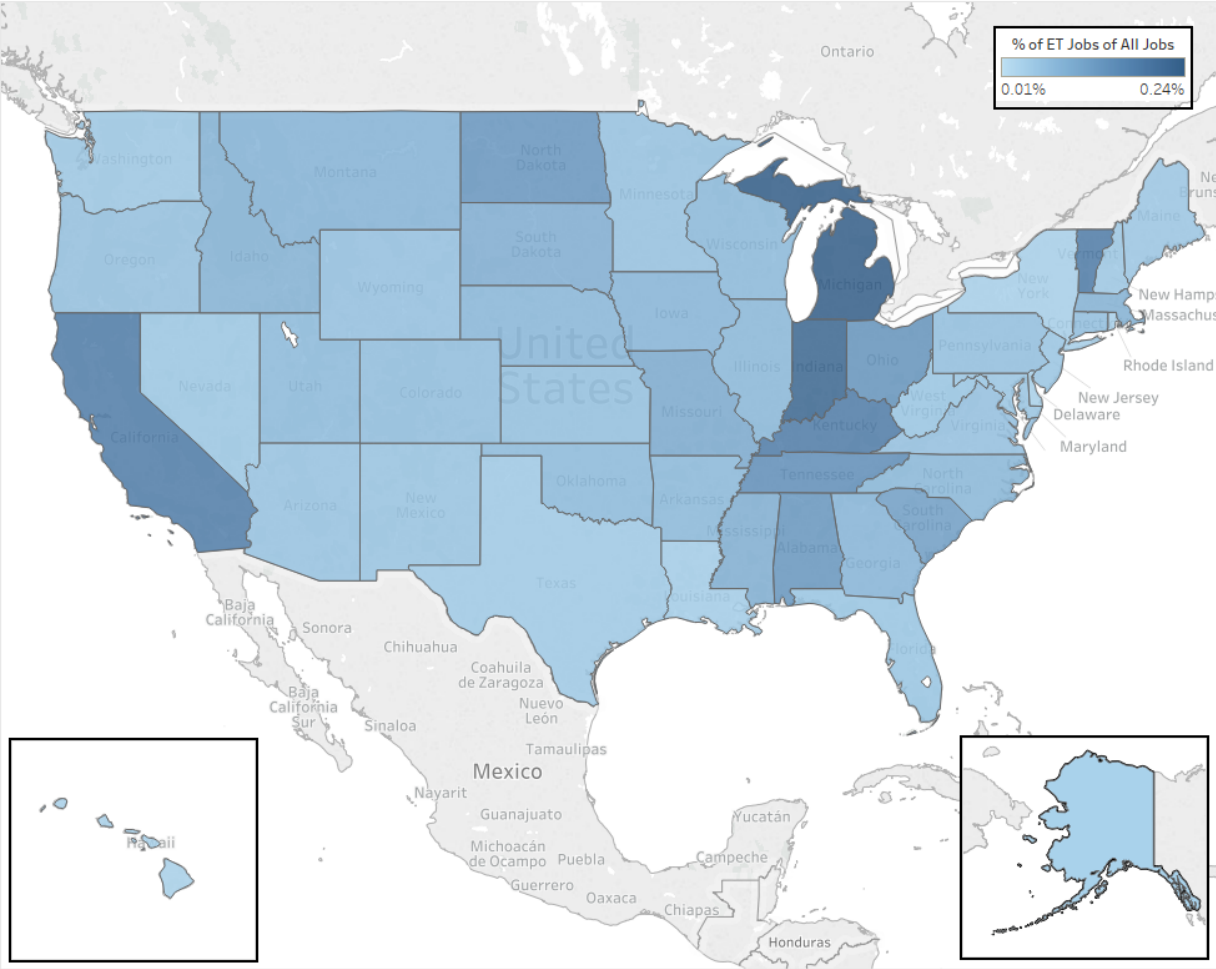 Ontario
% of ET Jobs of All Jobs
0.01%
0.24%
Washington
Montana
North
Dakota
Minnesota
Ne
Bruns
Maine
Oregon
Idaho
South
Dakota
Wisconsin
Vermont
Wyoming
Michigan
New
York
New Hamps
Massachus
Iowa
Connect
United
States
Nevada
Utah
Colorado
Illinois
Indiana
Ohio
Pennsylvania
Rhode Island
New Jersey
Delaware
Maryland
California
Missouri
Kentucky
West
Virginia
Virginia
Arizona
New
Mexico
Oklahoma
Tennessee
Arkansas
North
Carolina
South
Carolina
Mississippi
Alabama
Georgia
Texas
Louisiana
Florida
Baja
California
Sonora
Chihuahua
Coahuila
de Zaragoza
Baja
California
Sur
Sinaloa
Nuevo
León
Tamaulipas
Mexico
Nayarit
Guanajuato
Yucatán
Michoacán
de Ocampo
Puebla
Campeche
Guerrero
Oaxaca
Chiapas
Honduras
Hawaii